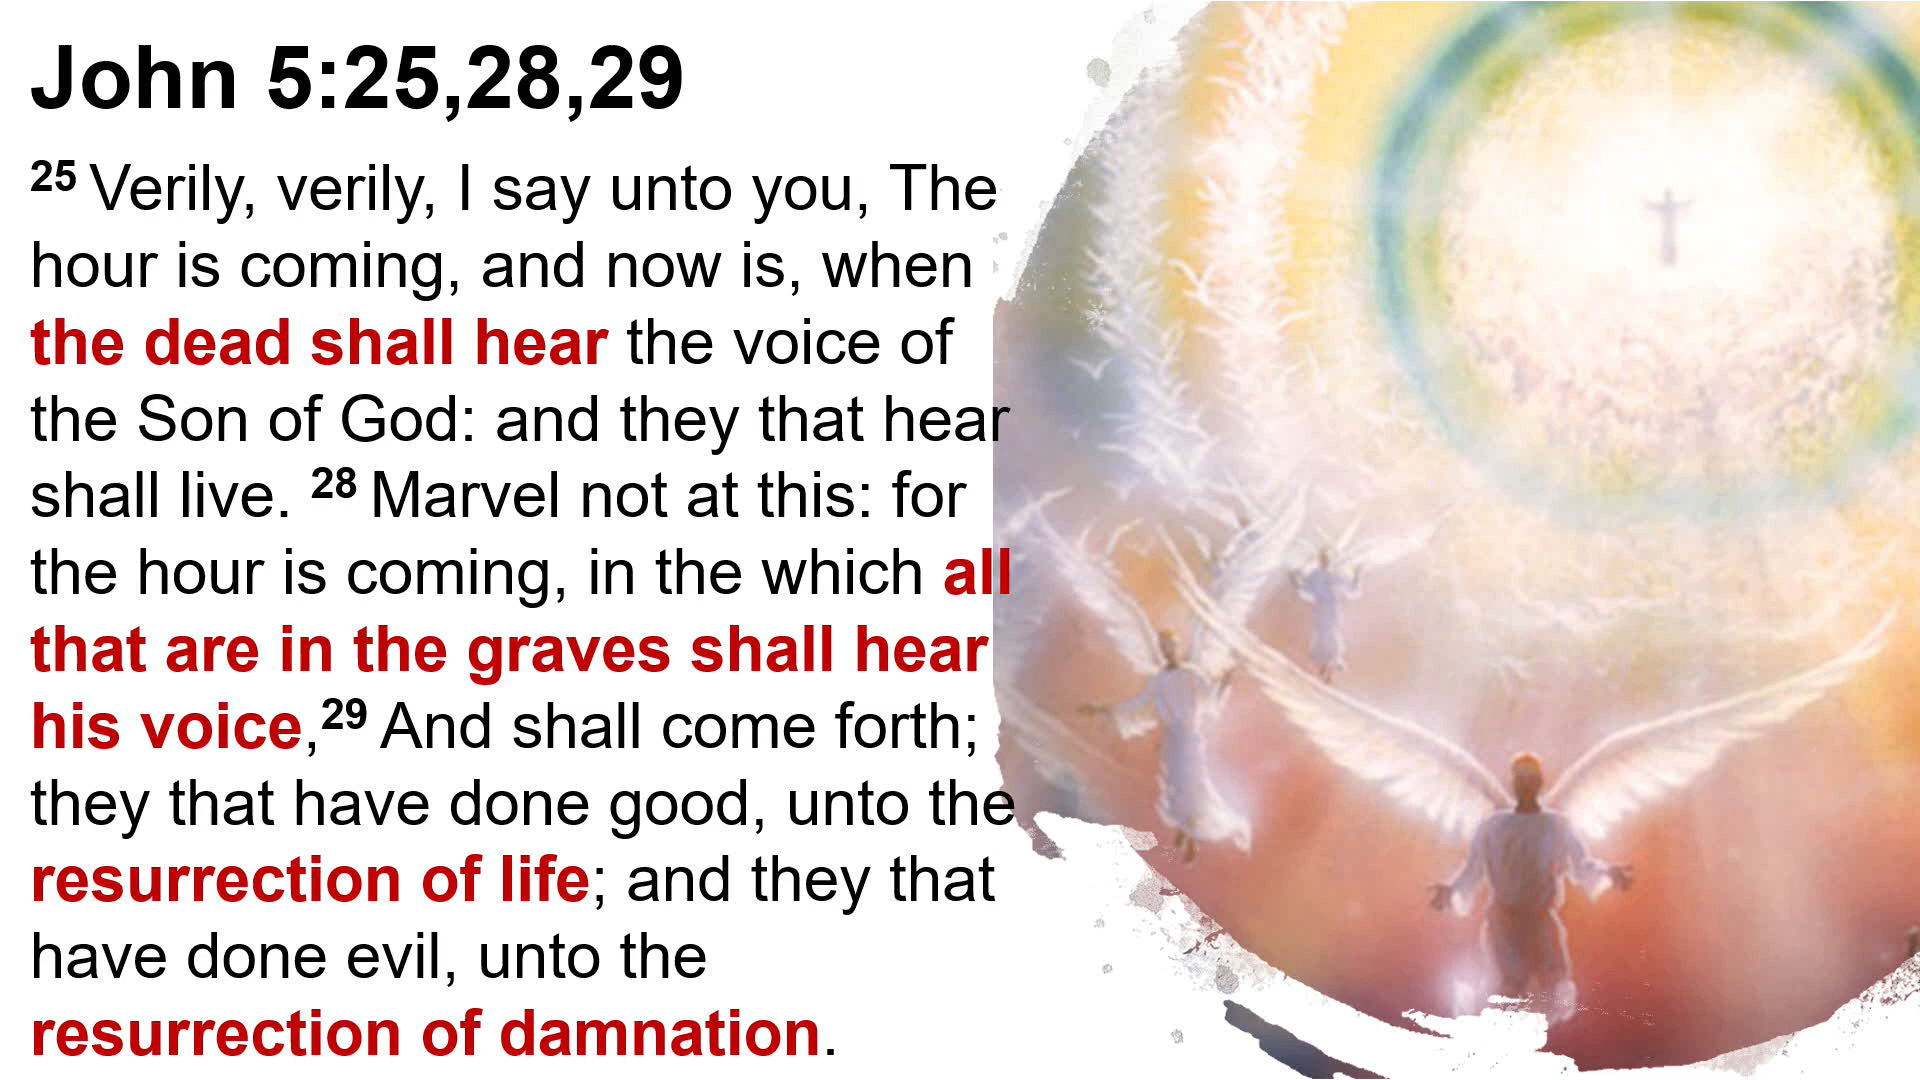 John 5:25,28,29
25 Verily, verily, I say unto you, The
hour is coming, and now is, when
the dead shall hear the voice of
the Son of God: and they that hear
shall live. 28 Marvel not at this: for
the hour is coming, in the which all
that are in the graves shall hear
his voice,29 And shall come forth;
they that have done good, unto the
resurrection of life; and they that
have done evil, unto the
resurrection of damnation.